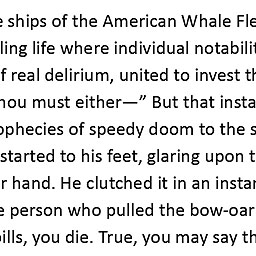 ships of the American Whale Fle
ling life where individual notabilit
f real delirium, united to invest th
hou must either—” But that insta
ophecies of speedy doom to the s
started to his feet, glaring upon t
r hand. He clutched it in an instan
e person who pulled the bow-oar
oills, you die. True, you may say th